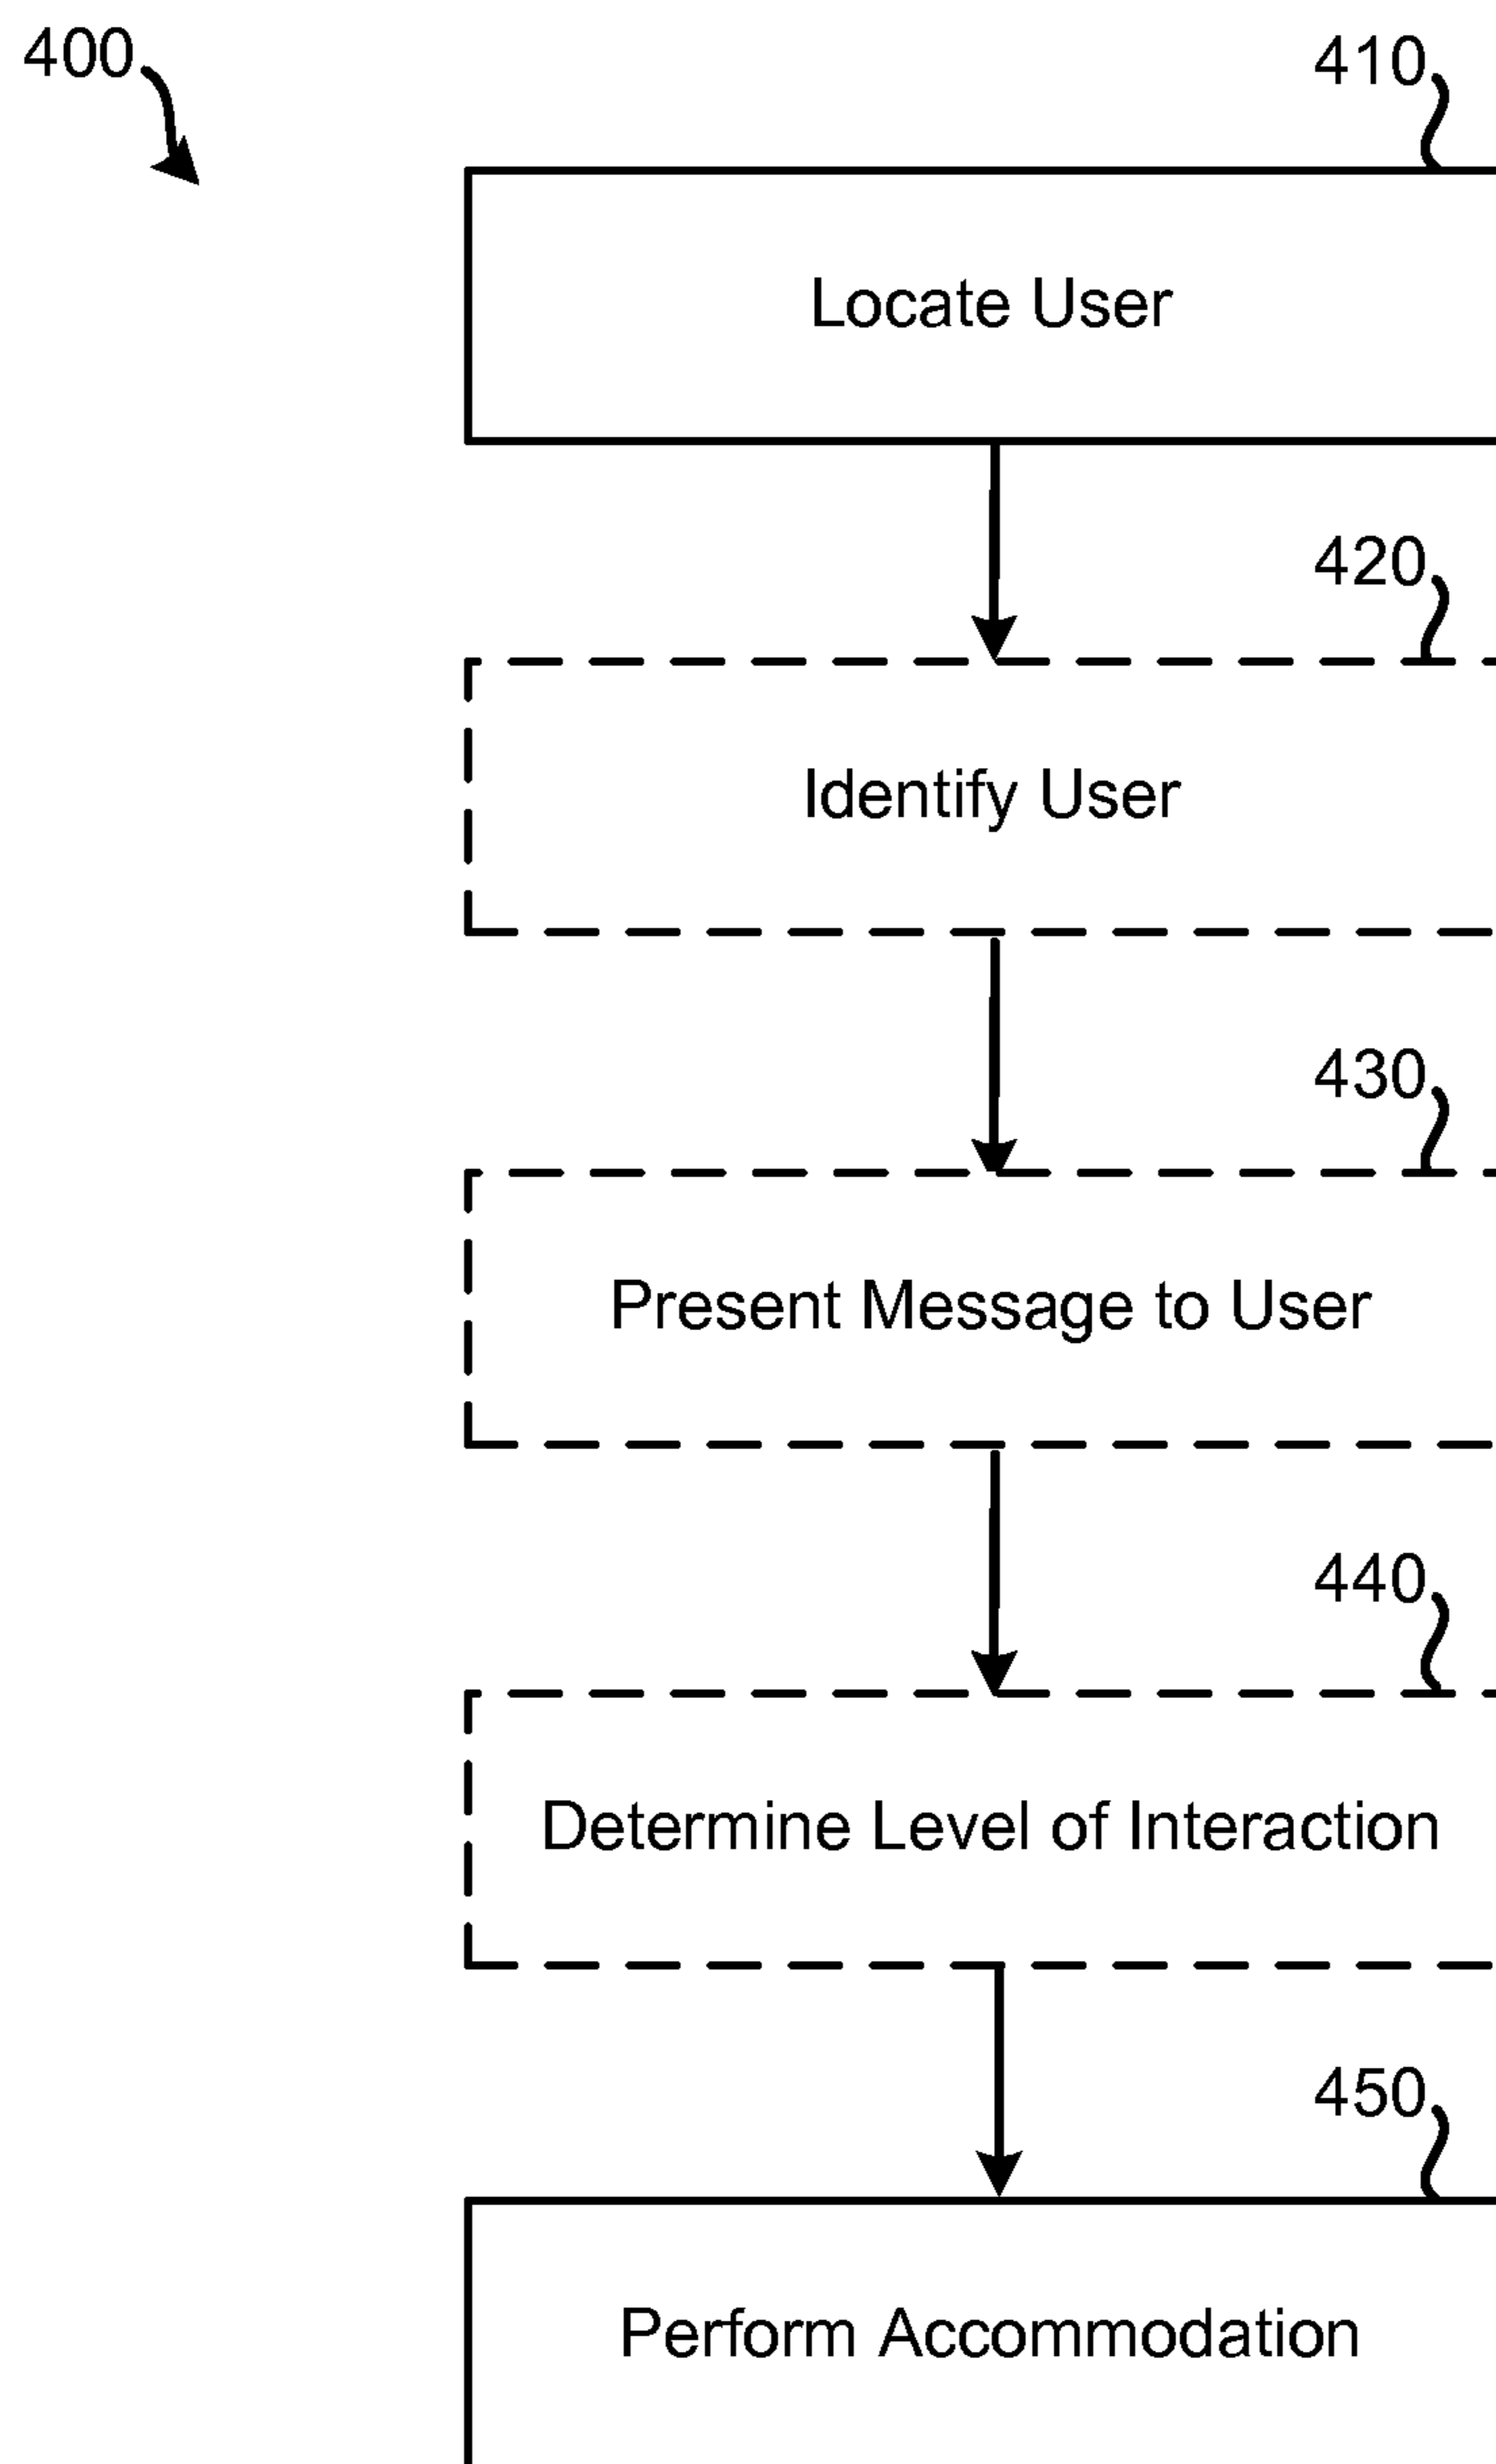 400
410
Locate User
420
Identify User
430
Present Message to User
440
Determine Level of Interaction
450
Perform Accommodation